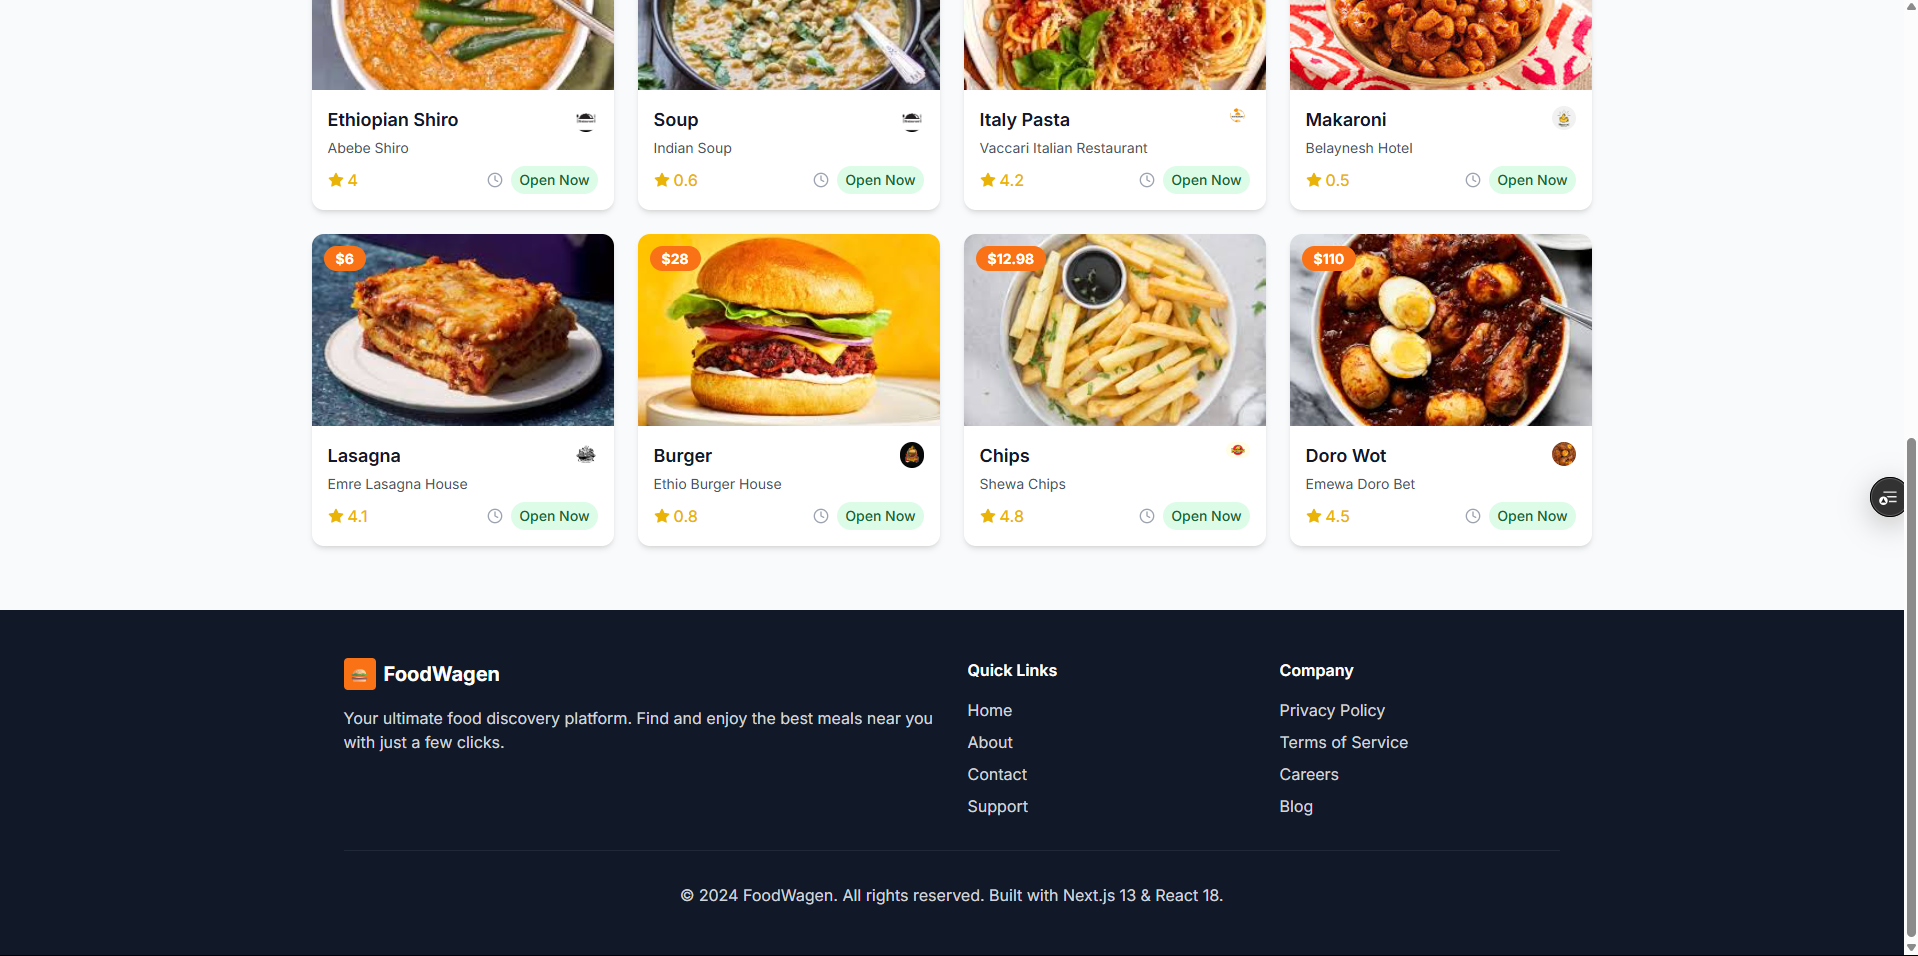 Ethiopian Shiro
Abebe Shiro
4
Open Now
Soup
Indian Soup
0.6
Open Now
Italy Pasta
Vaccari Italian Restaurant
4.2
Open Now
Makaroni
Belaynesh Hotel
0.5
Open Now
$6
Lasagna
Emre Lasagna House
4.1
Open Now
$28
Burger
Ethio Burger House
0.8
Open Now
$12.98
Chips
Shewa Chips
4.8
Open Now
$110
Doro Wot
Emewa Doro Bet
4.5
Open Now
FoodWagen
Your ultimate food discovery platform. Find and enjoy the best meals near you
with just a few clicks.
Quick Links
Home
About
Contact
Support
Company
Privacy Policy
Terms of Service
Careers
Blog
© 2024 FoodWagen. All rights reserved. Built with Next.js 13 & React 18.